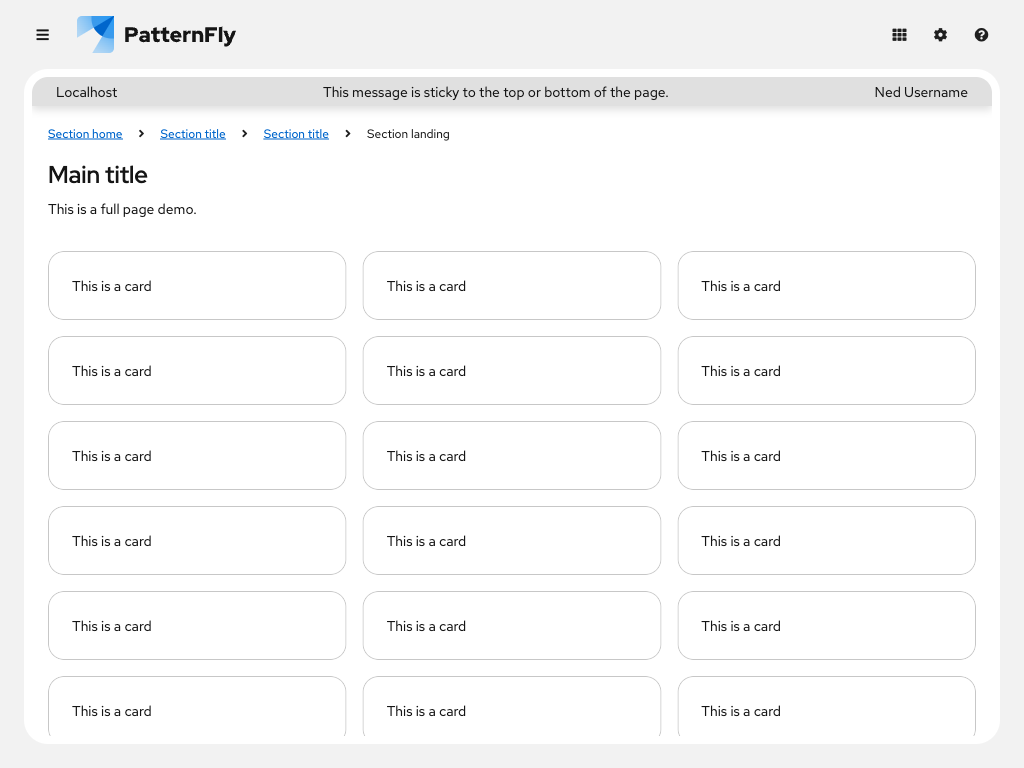 PatternFly
Localhost This message is sticky to the top or bottom of the page. Ned Username
Section home Section title Section title Section landing
Main title
This is a full page demo.
This is a card This is a card This is a card
This is a card This is a card This is a card
This is a card This is a card This is a card
This is a card This is a card This is a card
This is a card This is a card This is a card
This is a card This is a card This is a card